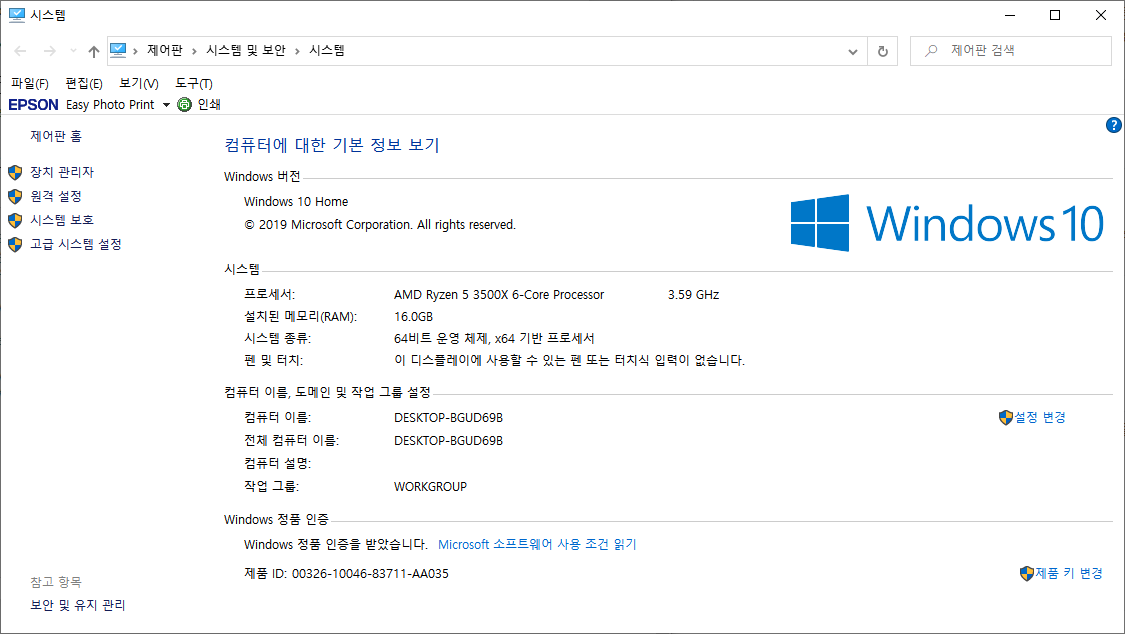 시스템
제어판 › 시스템 및 보안 › 시스템
제어판 검색
파일(F) 편집(E) 보기(V) 도구(T)
EPSON Easy Photo Print 인쇄
제어판 홈
장치 관리자
원격 설정
시스템 보호
고급 시스템 설정
참고 항목
보안 및 유지 관리
?
컴퓨터에 대한 기본 정보 보기
Windows 버전
Windows 10 Home
© 2019 Microsoft Corporation. All rights reserved.
Windows 10
시스템
프로세서: AMD Ryzen 5 3500X 6-Core Processor 3.59 GHz
설치된 메모리(RAM): 16.0GB
시스템 종류: 64비트 운영 체제, x64 기반 프로세서
펜 및 터치: 이 디스플레이에 사용할 수 있는 펜 또는 터치식 입력이 없습니다.
컴퓨터 이름, 도메인 및 작업 그룹 설정
컴퓨터 이름: DESKTOP-BGUD69B 설정 변경
전체 컴퓨터 이름: DESKTOP-BGUD69B
컴퓨터 설명:
작업 그룹: WORKGROUP
Windows 정품 인증
Windows 정품 인증을 받았습니다. Microsoft 소프트웨어 사용 조건 읽기
제품 ID: 00326-10046-83711-AA035 제품 키 변경